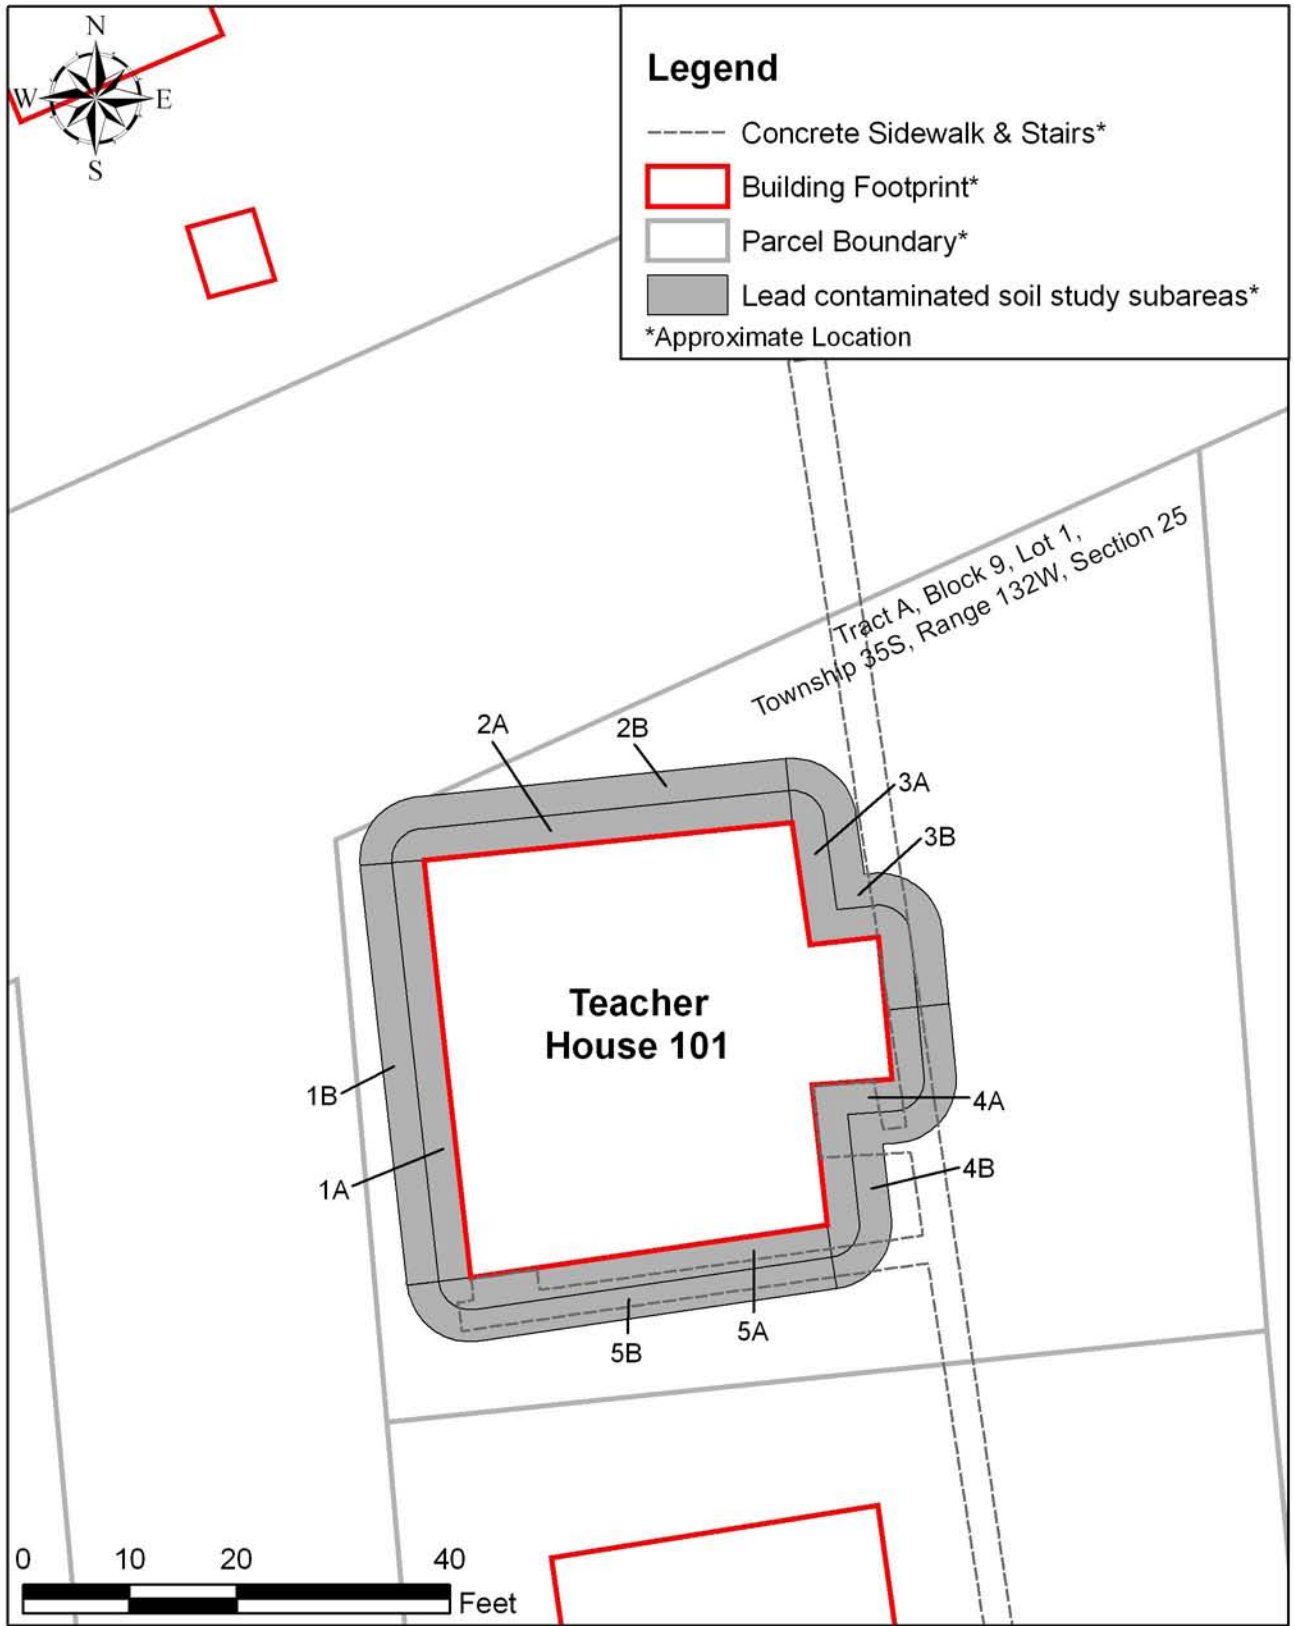 N
W E
S
Legend
Concrete Sidewalk & Stairs*
Building Footprint*
Parcel Boundary*
Lead contaminated soil study subareas*
*Approximate Location
Tract A, Block 9, Lot 1,
Township 35S, Range 132W, Section 25
2A
2B
3A
3B
Teacher
House 101
1B
4A
4B
1A
5A
5B
0 10 20 40
Feet